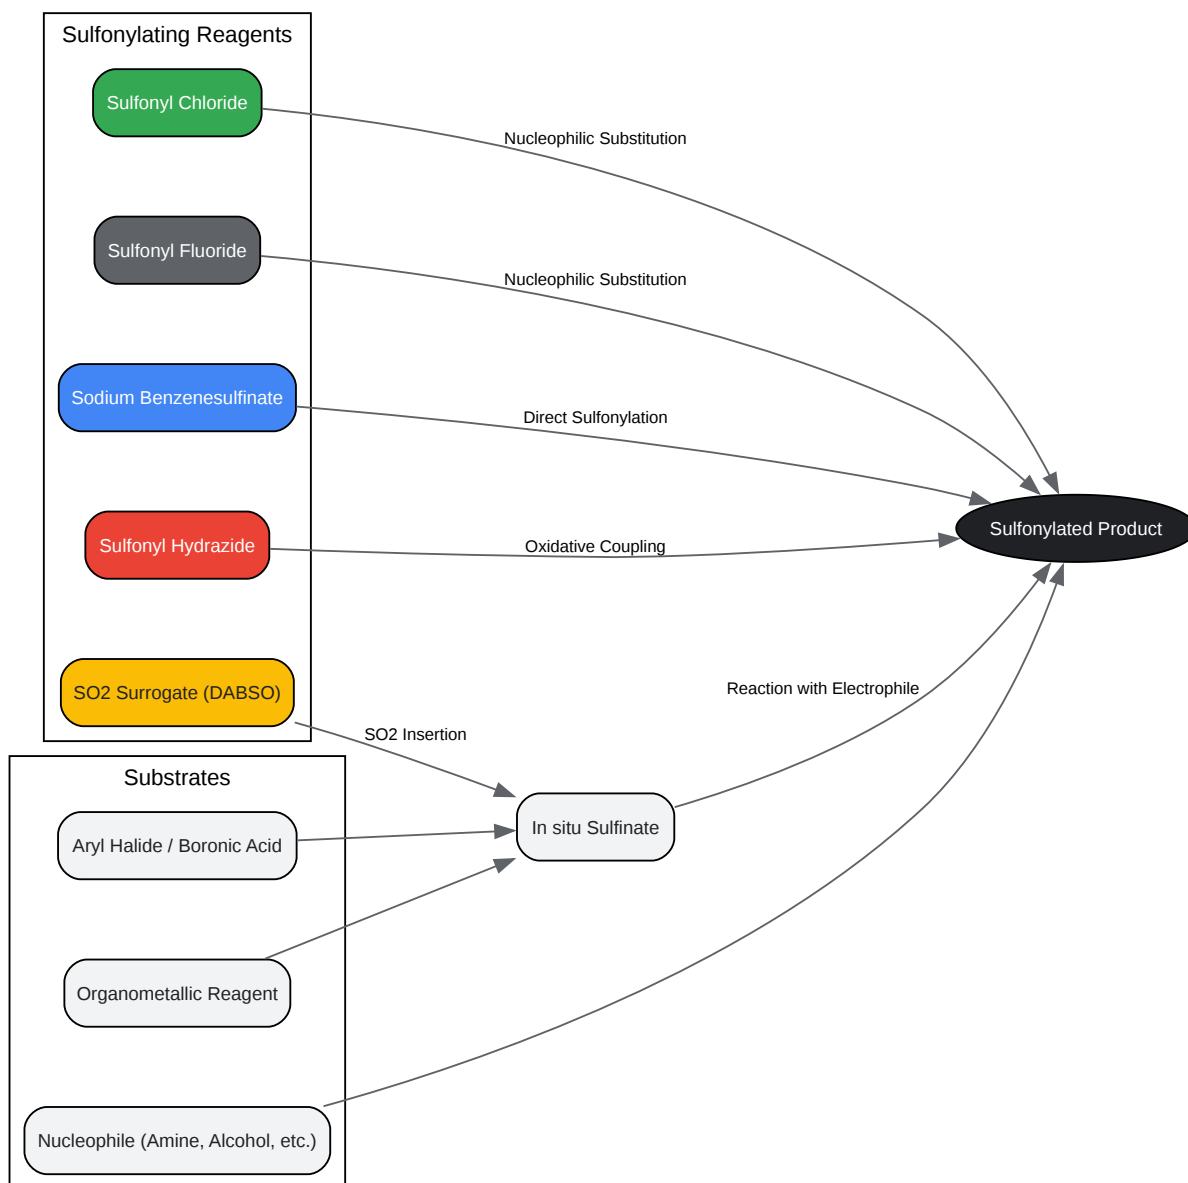 Sulfonylating Reagents
Sulfonyl Chloride
Nucleophilic Substitution
Sulfonyl Fluoride
Nucleophilic Substitution
Sodium Benzenesulfinate
Direct Sulfonylation
Sulfonyl Hydrazide
Oxidative Coupling
Sulfonylated Product
SO2 Surrogate (DABSO)
SO2 Insertion
Reaction with Electrophile
Substrates
Aryl Halide / Boronic Acid
In situ Sulfinate
Organometallic Reagent
Nucleophile (Amine, Alcohol, etc.)